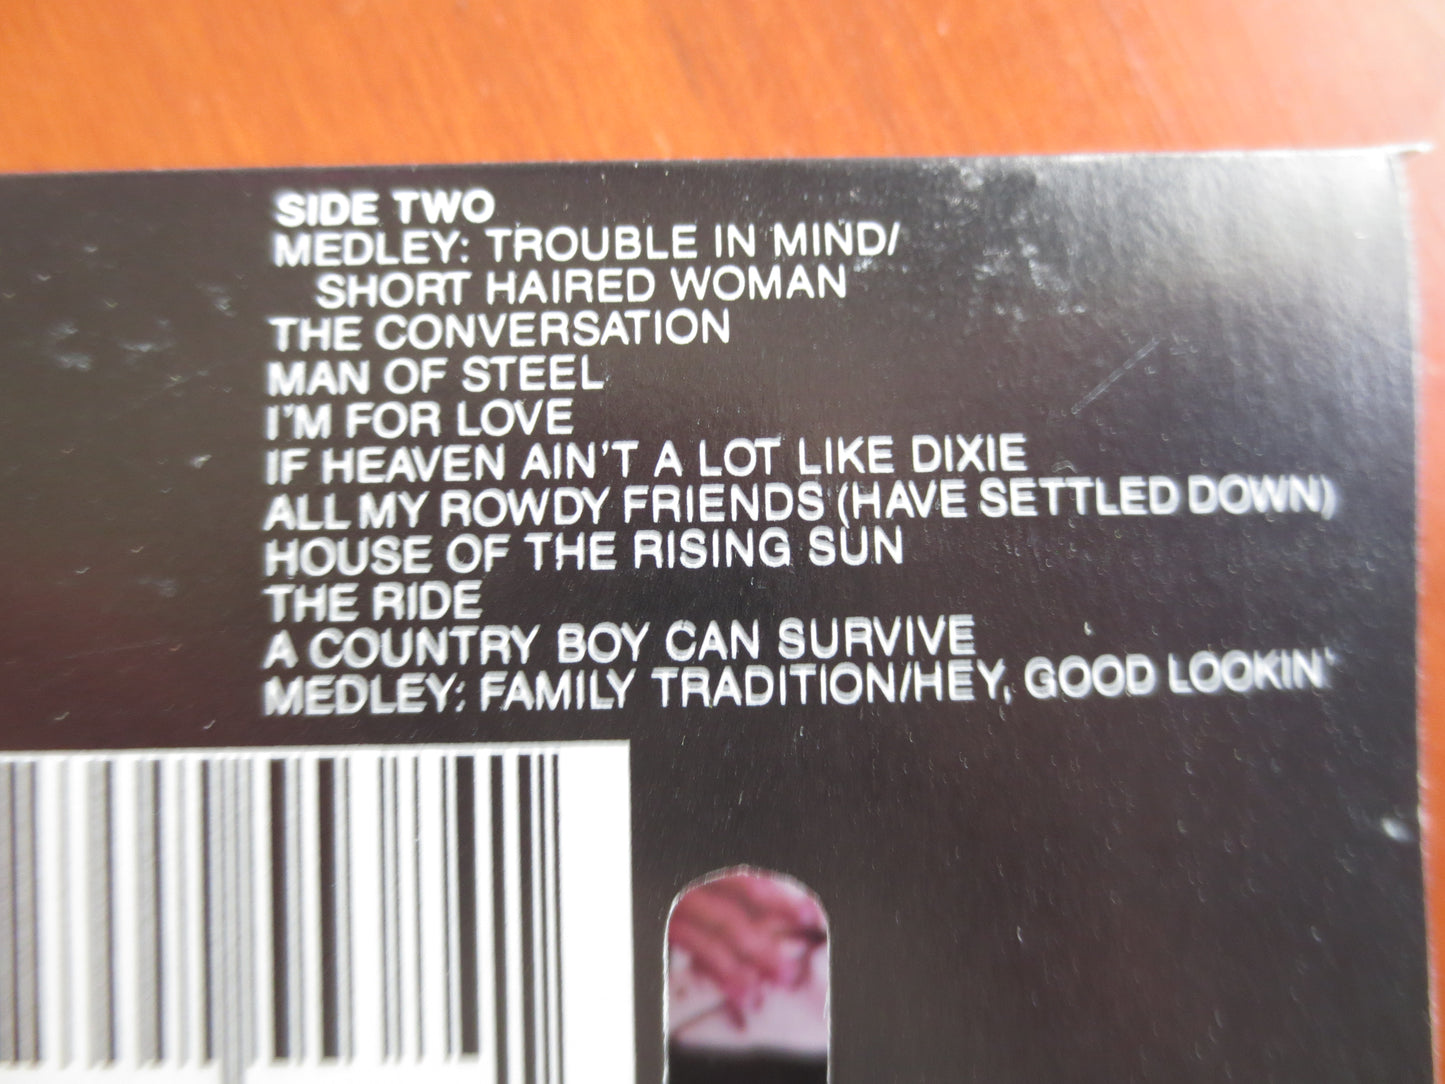 SIDE TWO
MEDLEY: TROUBLE IN MIND/
SHORT HAIRED WOMAN
THE CONVERSATION
MAN OF STEEL
I'M FOR LOVE
IF HEAVEN AIN'T A LOT LIKE DIXIE
ALL MY ROWDY FRIENDS (HAVE SETTLED DOWN)
HOUSE OF THE RISING SUN
THE RIDE
A COUNTRY BOY CAN SURVIVE
MEDLEY: FAMILY TRADITION/HEY, GOOD LOOKIN'